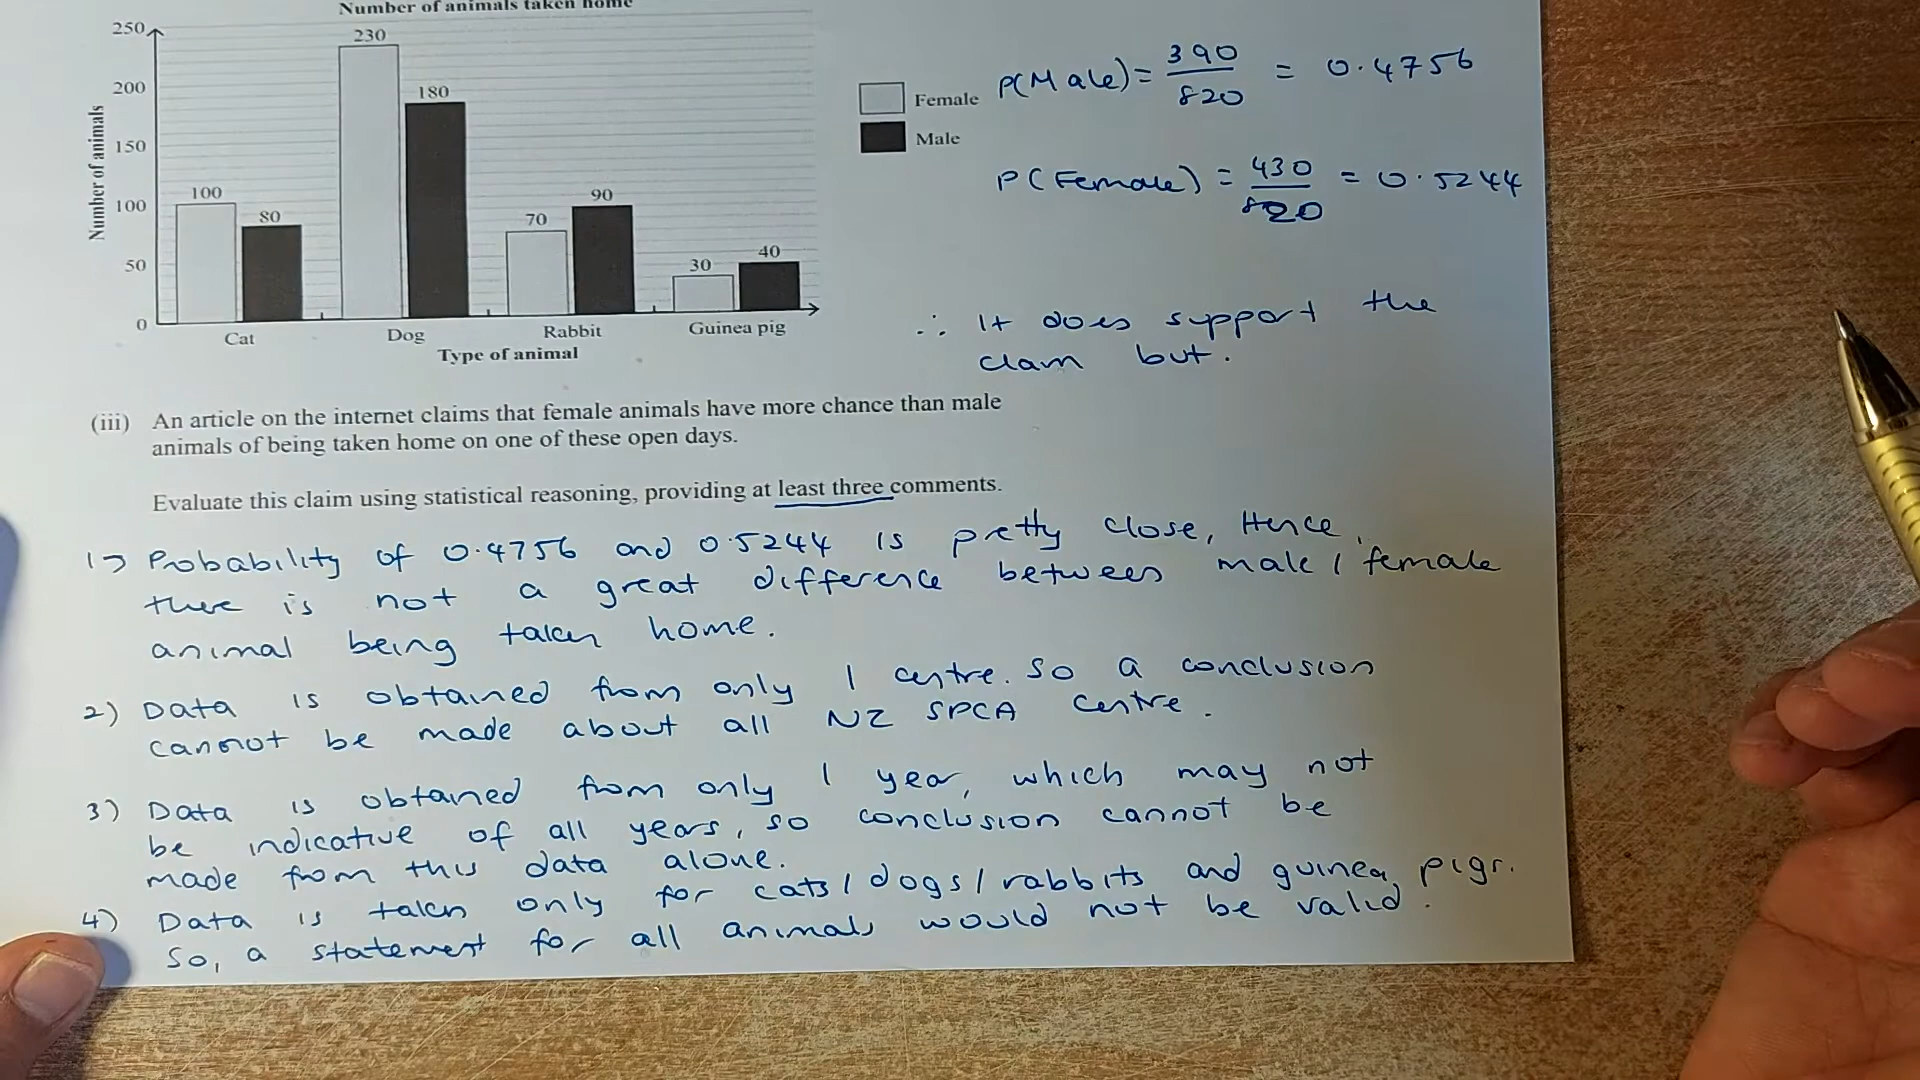 Number of animals taken home
250
200
150
100
50
0
Number of animals
100
80
230
180
70
90
30
40
Cat
Dog
Rabbit
Guinea pig
Type of animal
Female
Male
P(Male) = 390/820 = 0.4756
P(Female) = 430/820 = 0.5244
∴ It does support the
clam but.
(iii) An article on the internet claims that female animals have more chance than male
animals of being taken home on one of these open days.
Evaluate this claim using statistical reasoning, providing at least three comments.
1) Probability of 0.4756 and 0.5244 is pretty close, Hence,
there is not a great difference between male / female
animal being taken home.
2) Data is obtained from only 1 centre. So a conclusion
cannot be made about all NZ SPCA centre.
3) Data is obtained from only 1 year, which may not
be indicative of all years, so conclusion cannot be
made from this data alone.
4) Data is taken only for cats / dogs / rabbits and guinea pigs.
So, a statement for all animals would not be valid.